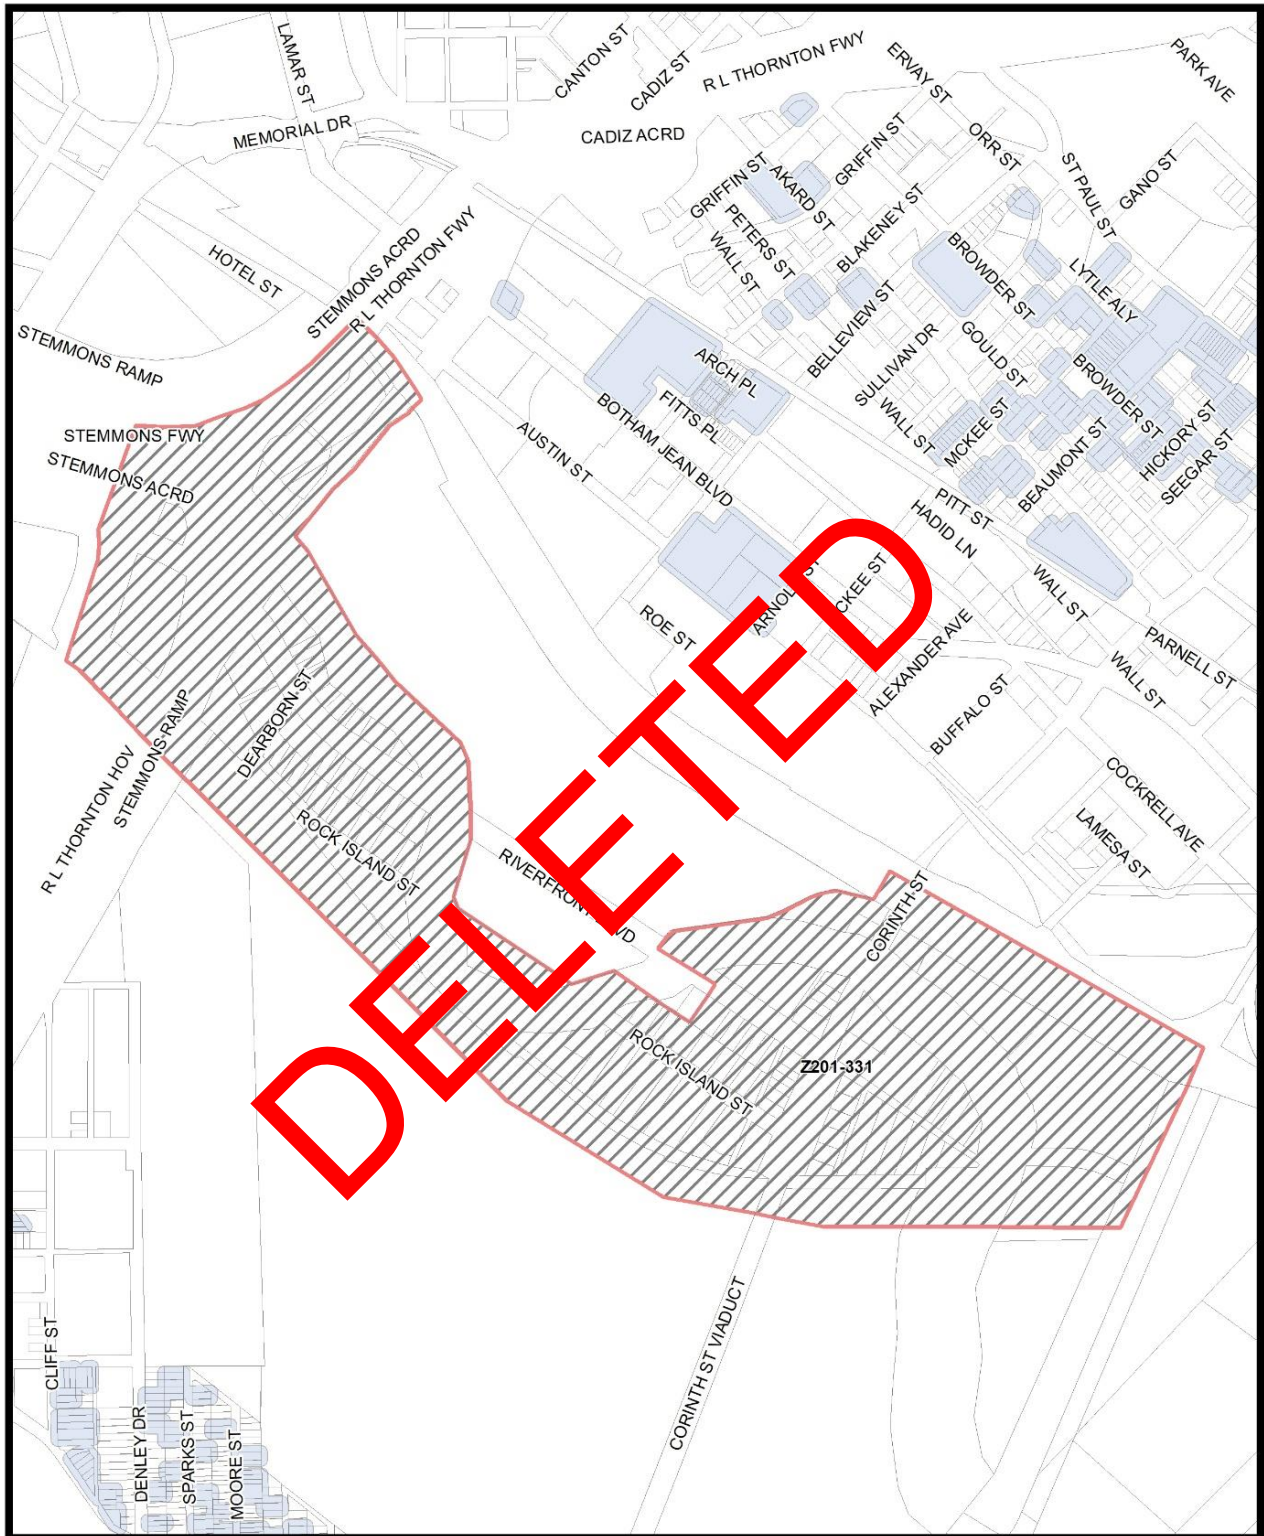 LAMAR ST
CANTON ST
CADIZ ST
R L THORNTON FWY
ERVAY ST
PARK AVE
MEMORIAL DR
CADIZ ACRD
GRIFFIN ST
ORR ST
ST PAUL ST
GANO ST
GRIFFIN ST
AKARD ST
PETERS ST
WALL ST
BLAKENEY ST
HOTEL ST
STEMMONS ACRD
R L THORNTON FWY
BROWDER ST
LYTLE ALY
BELLEVIEW ST
SULLIVAN DR
GOULD ST
STEMMONS RAMP
ARCH PL
FITTS PL
BROWDER ST
WALL ST
MCKEE ST
HICKORY ST
SEEGAR ST
BEAUMONT ST
STEMMONS FWY
STEMMONS ACRD
BOTHAM JEAN BLVD
AUSTIN ST
PITT ST
HADID LN
WALL ST
ROE ST
ALEXANDER AVE
PARNELL ST
WALL ST
BUFFALO ST
DEARBORN ST
STEMMONS RAMP
R L THORNTON HOV
COCKRELL AVE
LAMESA ST
ROCK ISLAND ST
CORINTH ST
DELETED
ROCK ISLAND ST
Z201-331
CORINTH ST VIADUCT
CLIFF ST
DENLEY DR
SPARKS ST
MOORE ST